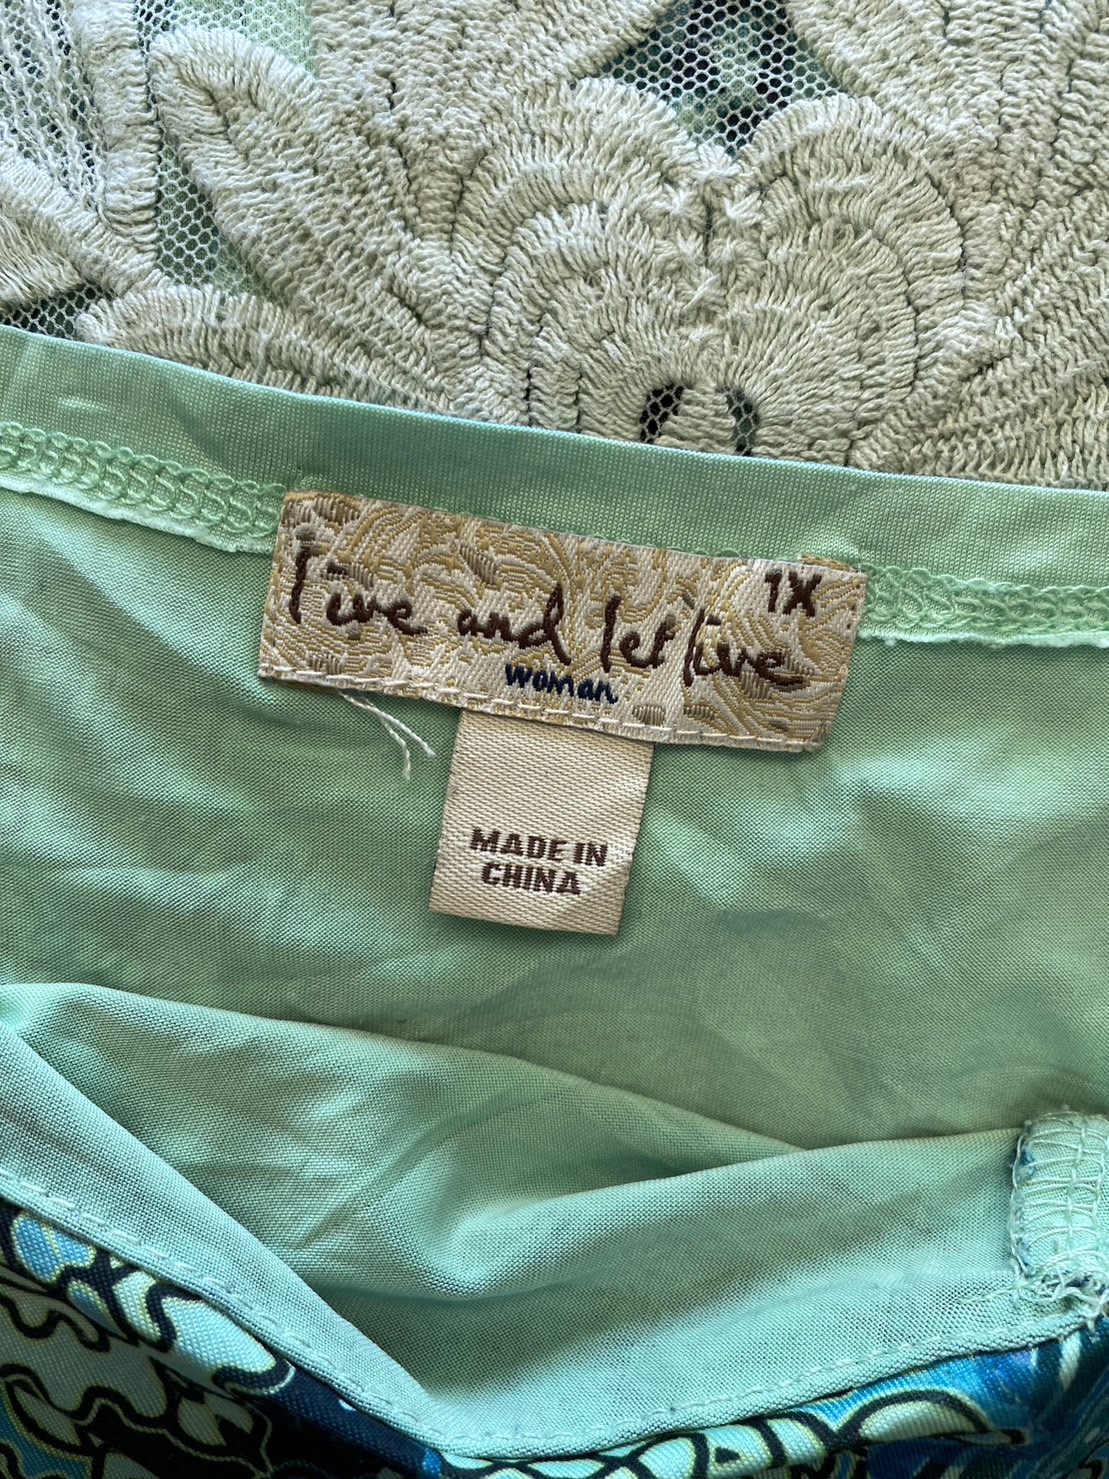 1X
live and let live
woman
MADE IN
CHINA